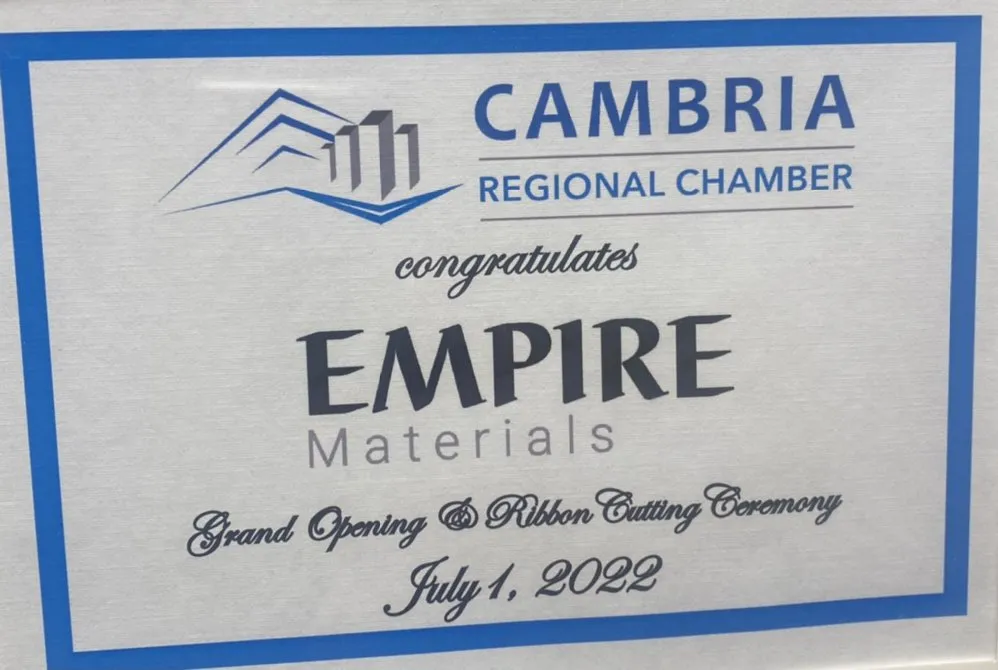 CAMBRIA
REGIONAL CHAMBER
congratulates
EMPIRE
Materials
Grand Opening & Ribbon Cutting Ceremony
July 1, 2022